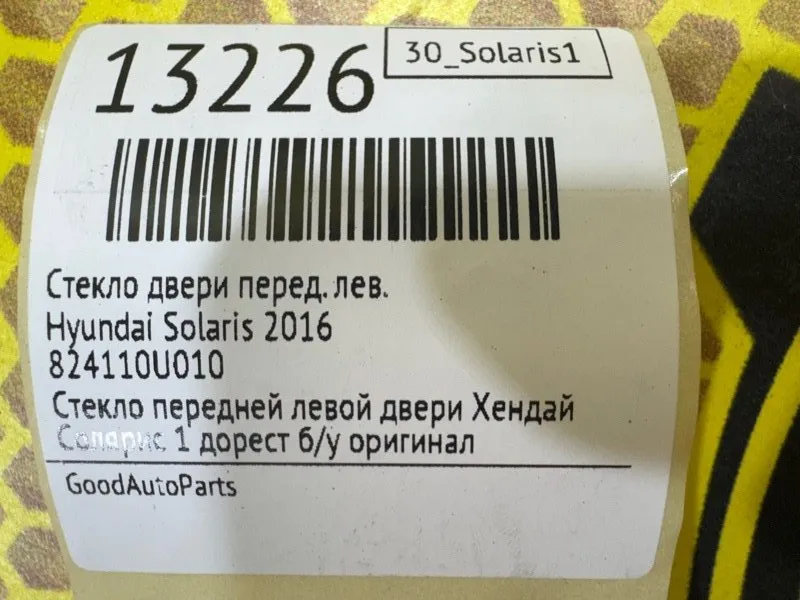 13226
30_Solaris1
Стекло двери перед. лев.
Hyundai Solaris 2016
824110U010
Стекло передней левой двери Хендай
Солярис 1 дорест б/у оригинал
GoodAutoParts